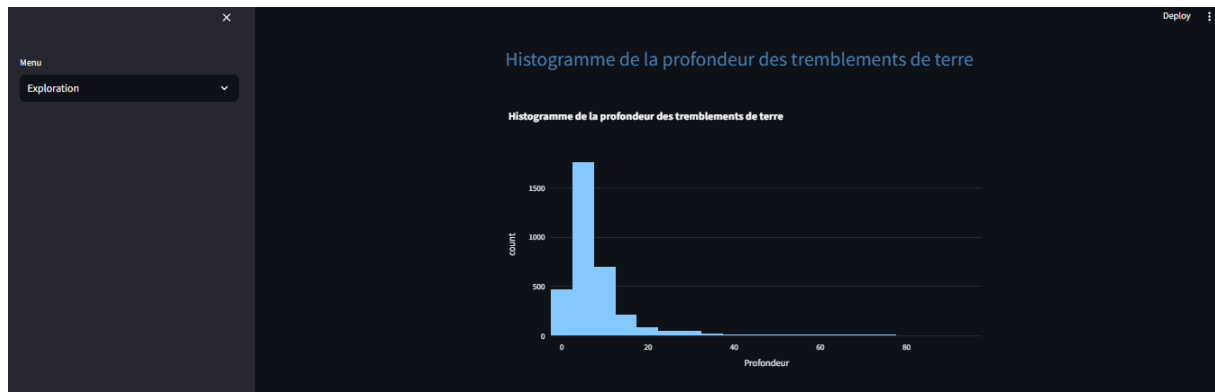 Deploy
Menu
Exploration
Histogramme de la profondeur des tremblements de terre
Histogramme de la profondeur des tremblements de terre
1500
1000
500
0
count
0 20 40 60 80
Profondeur